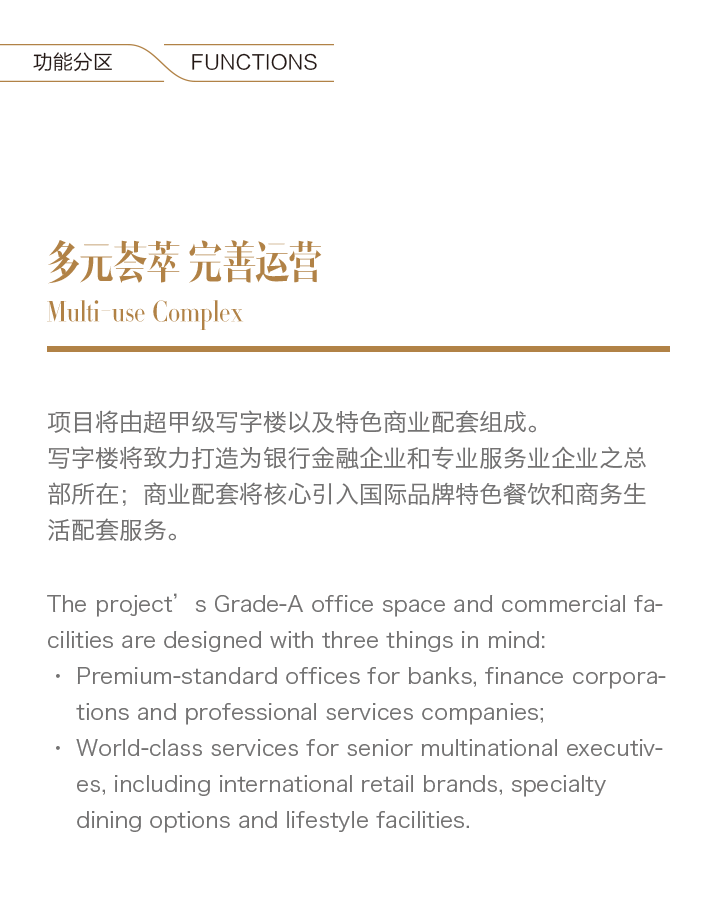 功能分区
FUNCTIONS
多元荟萃 完善运营
Multi-use Complex
项目将由超甲级写字楼以及特色商业配套组成。
写字楼将致力打造为银行金融企业和专业服务业企业之总
部所在；商业配套将核心引入国际品牌特色餐饮和商务生
活配套服务。
The project’s Grade-A office space and commercial fa-
cilities are designed with three things in mind:
• Premium-standard offices for banks, finance corpora-
tions and professional services companies;
• World-class services for senior multinational executiv-
es, including international retail brands, specialty
dining options and lifestyle facilities.